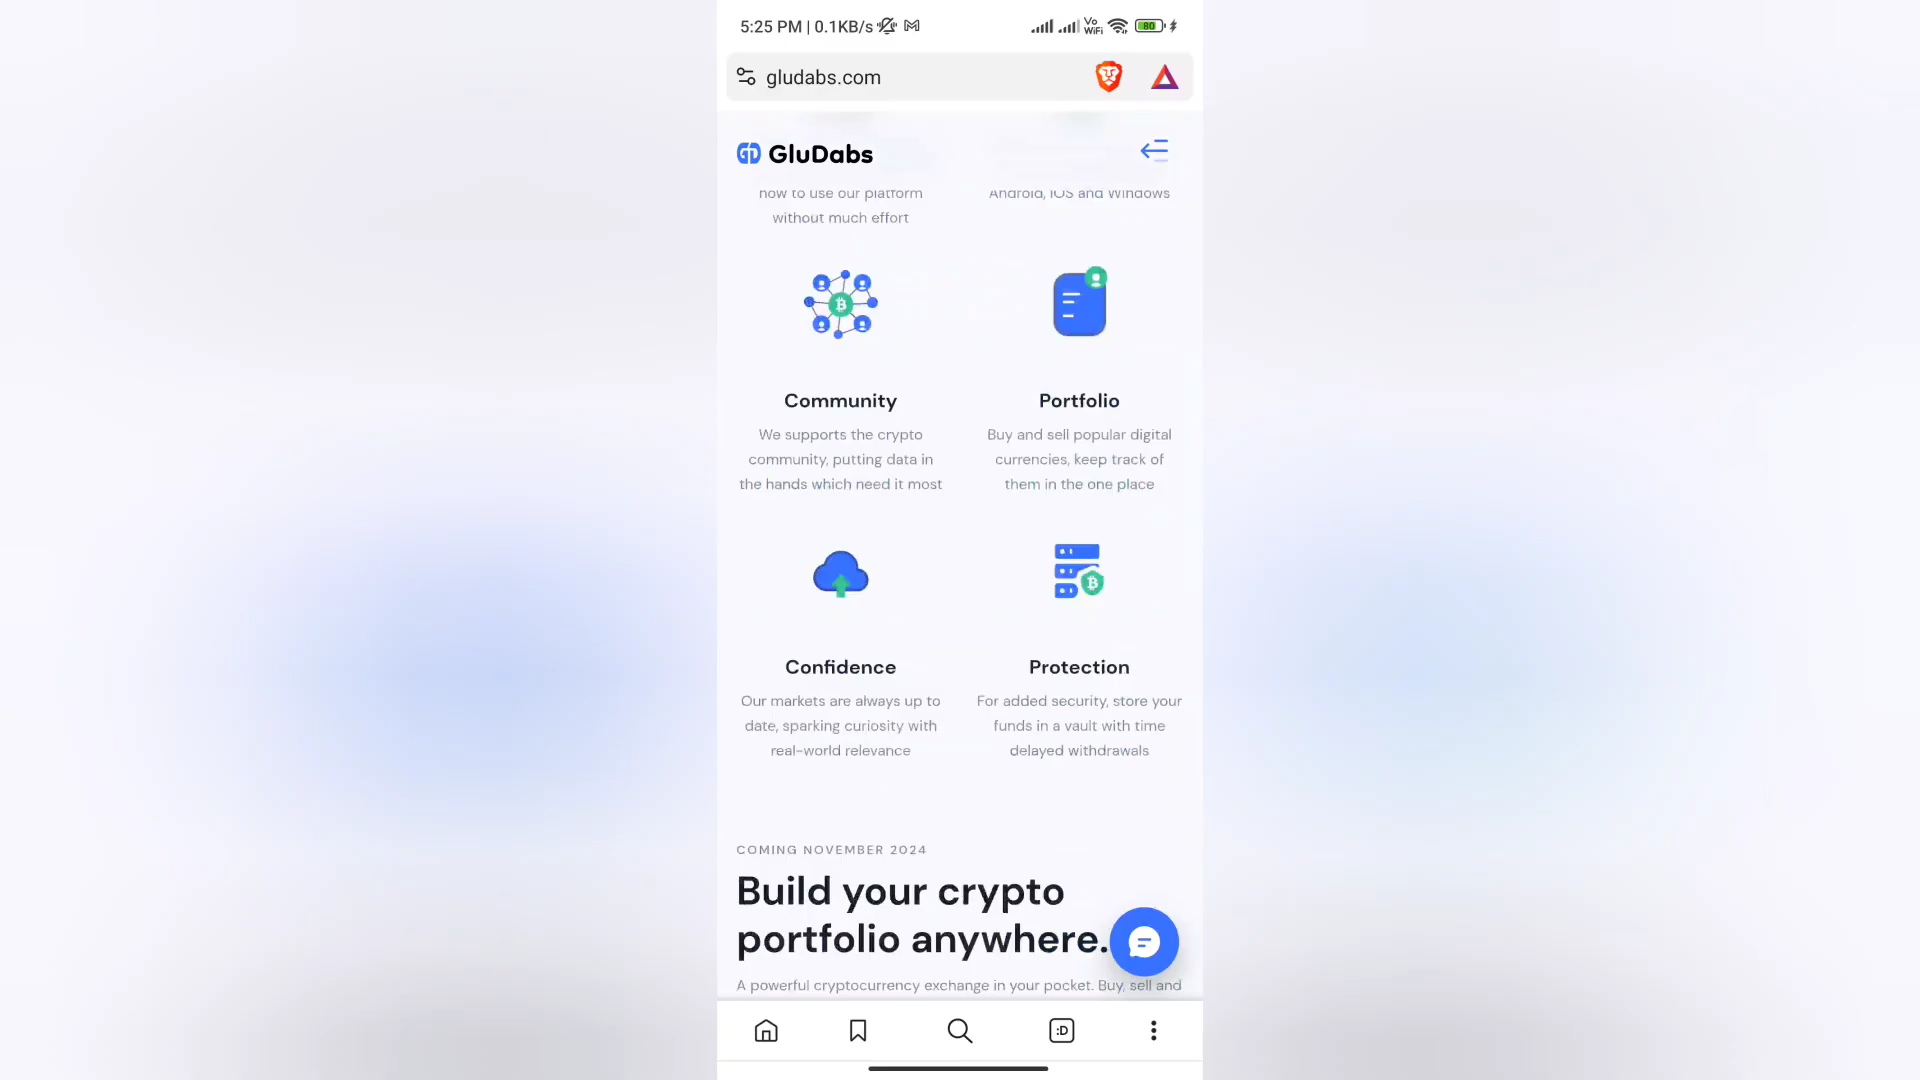 5:25 PM | 0.1KB/s
Vo
WiFi
80
gludabs.com
GluDabs
how to use our platform
without much effort
Android, iOS and Windows
Community
We supports the crypto
community, putting data in
the hands which need it most
Portfolio
Buy and sell popular digital
currencies, keep track of
them in the one place
Confidence
Our markets are always up to
date, sparking curiosity with
real-world relevance
Protection
For added security, store your
funds in a vault with time
delayed withdrawals
COMING NOVEMBER 2024
Build your crypto
portfolio anywhere.
A powerful cryptocurrency exchange in your pocket. Buy, sell and
:D